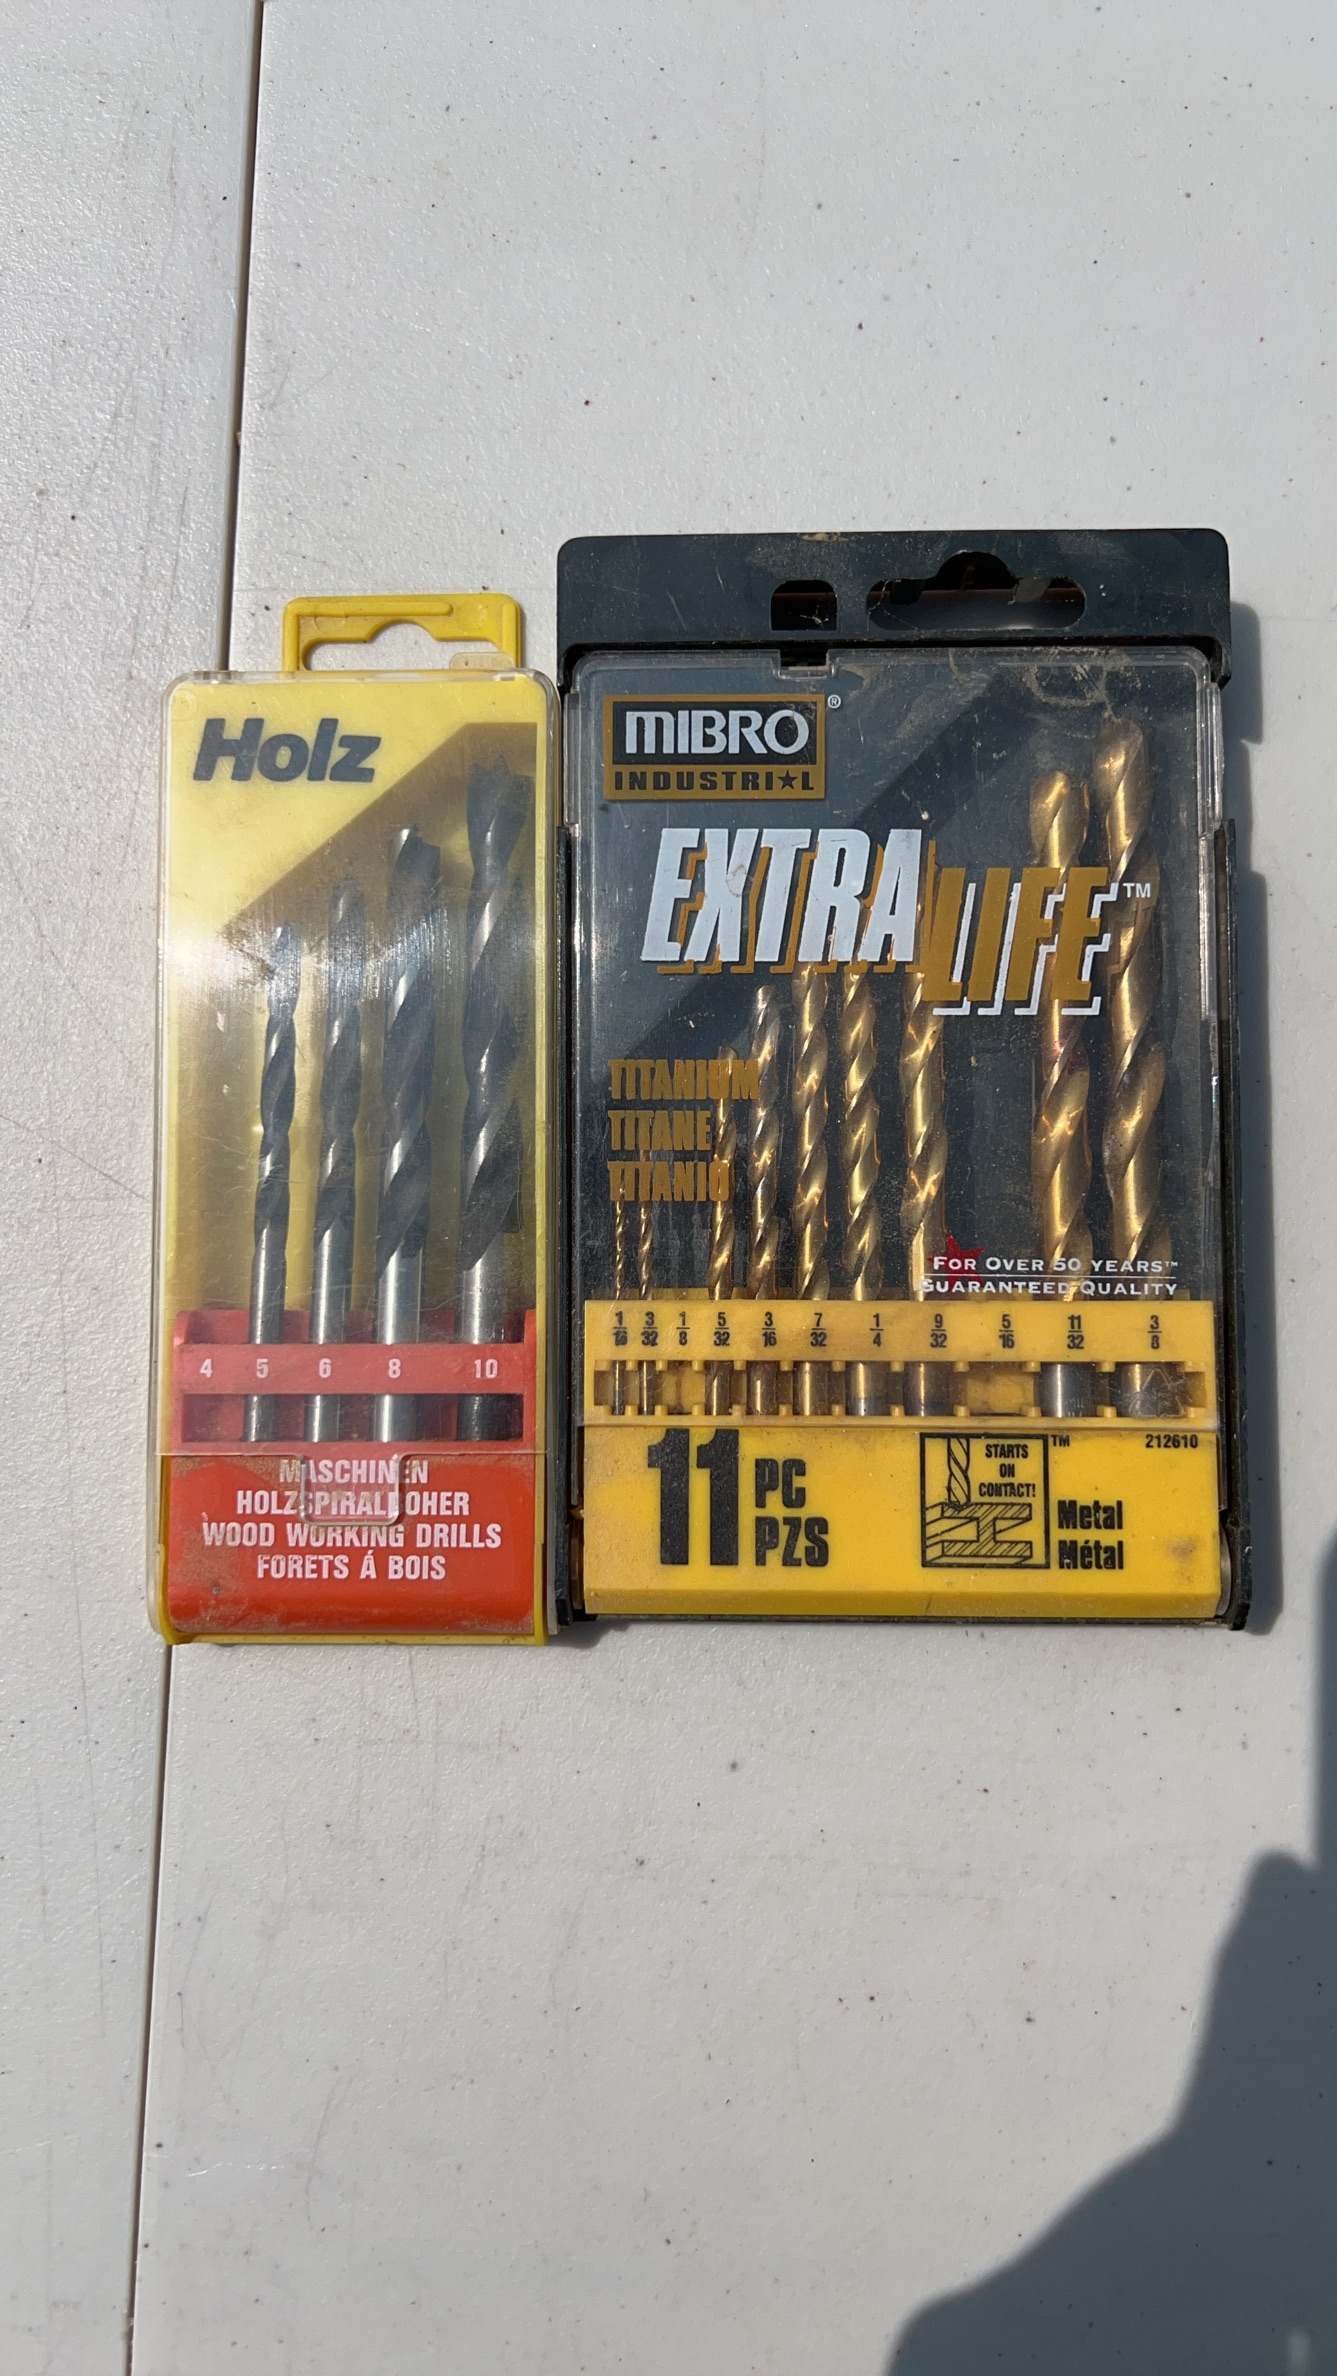 Holz
4 5 6 8 10
MASCHINEN
WOOD WORKING DRILLS
FORETS Á BOIS
MIBRO®
INDUSTRI★L
EXTRA
LIFE™
TITANIUM
TITANE
TITANIO
FOR OVER 50 YEARS™
GUARANTEED QUALITY
1/16 3/32 1/8 5/32 3/16 7/32 1/4 9/32 5/16 11/32 3/8
11 PC
PZS
STARTS
ON
CONTACT!
™
212610
Metal
Métal